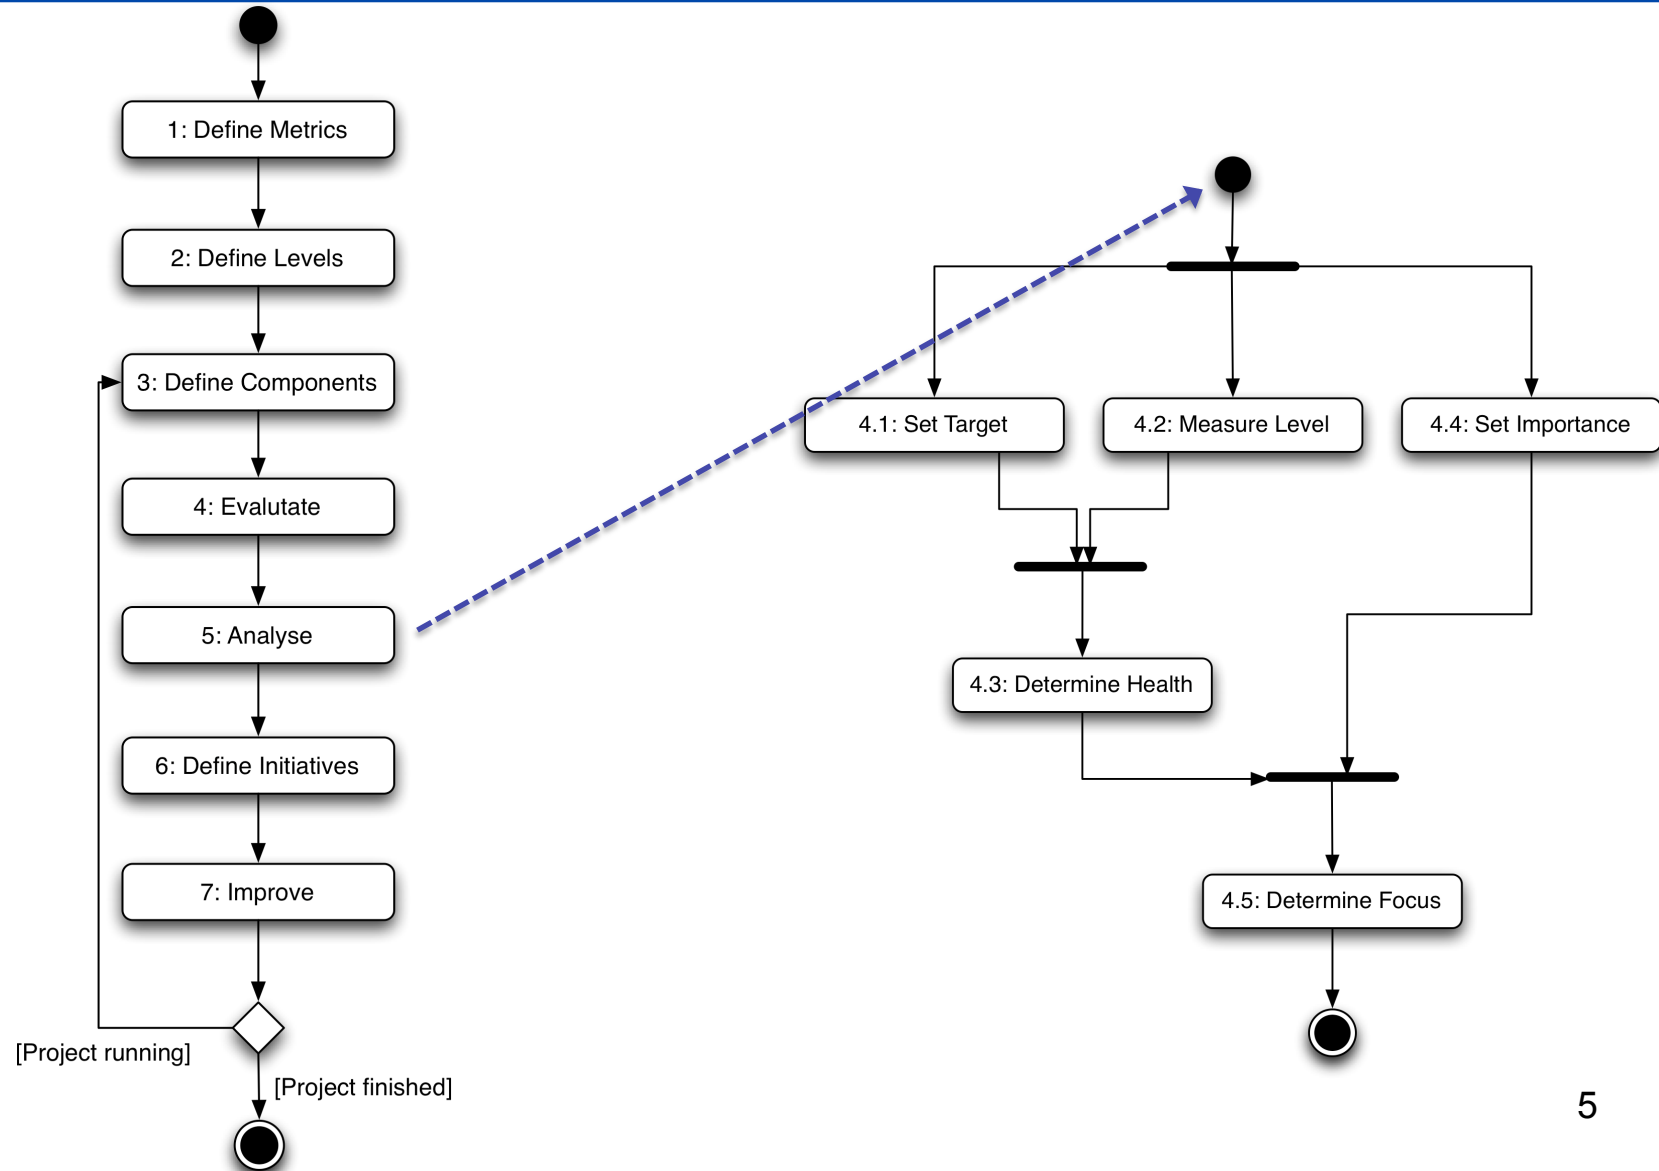 1: Define Metrics
2: Define Levels
3: Define Components
4: Evalutate
5: Analyse
6: Define Initiatives
7: Improve
[Project running]
[Project finished]
4.1: Set Target
4.2: Measure Level
4.4: Set Importance
4.3: Determine Health
4.5: Determine Focus
5